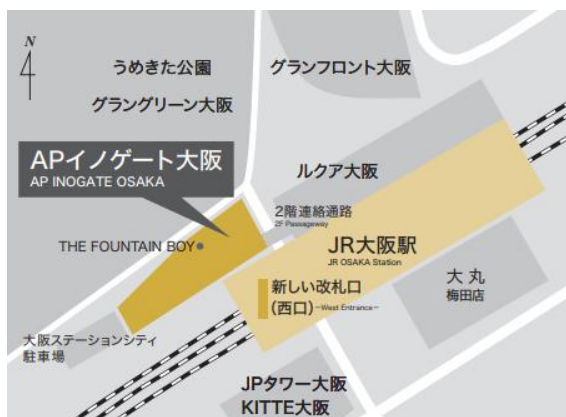 N
うめきた公園
グラングリーン大阪
グランフロント大阪
APイノゲート大阪
AP INOGATE OSAKA
ルクア大阪
2階連絡通路
2F Passageway
THE FOUNTAIN BOY
JR大阪駅
JR OSAKA Station
新しい改札口
(西口)-West Entrance-
大丸
梅田店
大阪ステーションシティ
駐車場
JPタワー大阪
KITTE大阪